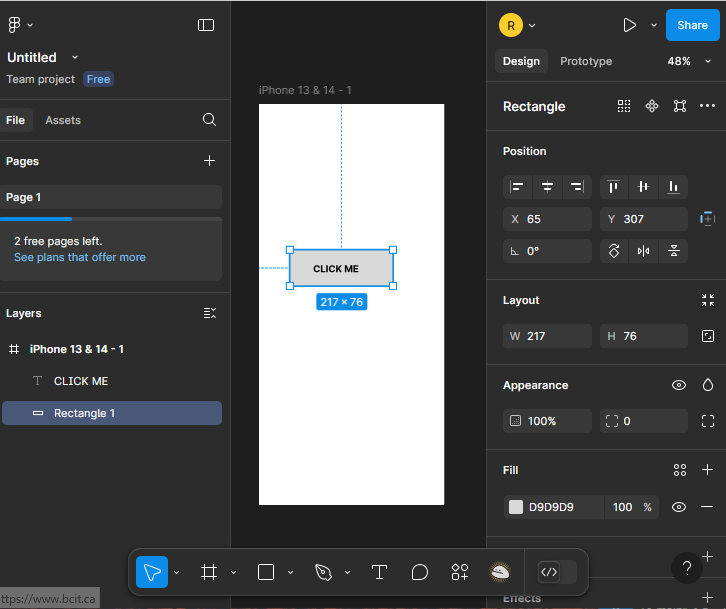 Untitled
Team project Free
File Assets
Pages
Page 1
2 free pages left.
See plans that offer more
Layers
iPhone 13 & 14 - 1
CLICK ME
Rectangle 1
iPhone 13 & 14 - 1
CLICK ME
217 × 76
R
Share
Design Prototype 48%
Rectangle
Position
X 65 Y 307
0°
Layout
W 217 H 76
Appearance
100% 0
Fill
D9D9D9 100 %
Effects
?
ttps://www.bcit.ca